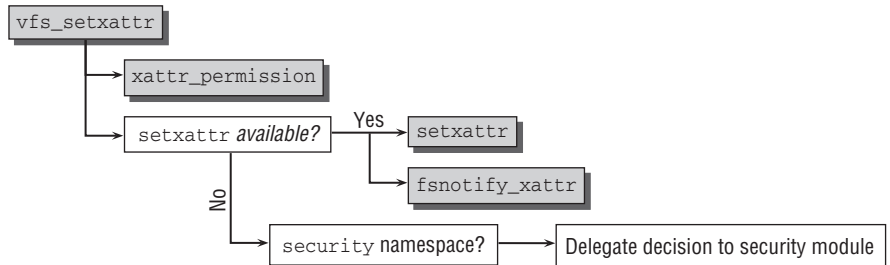 vfs_setxattr
xattr_permission
setxattr available?
Yes
setxattr
fsnotify_xattr
No
security namespace?
Delegate decision to security module